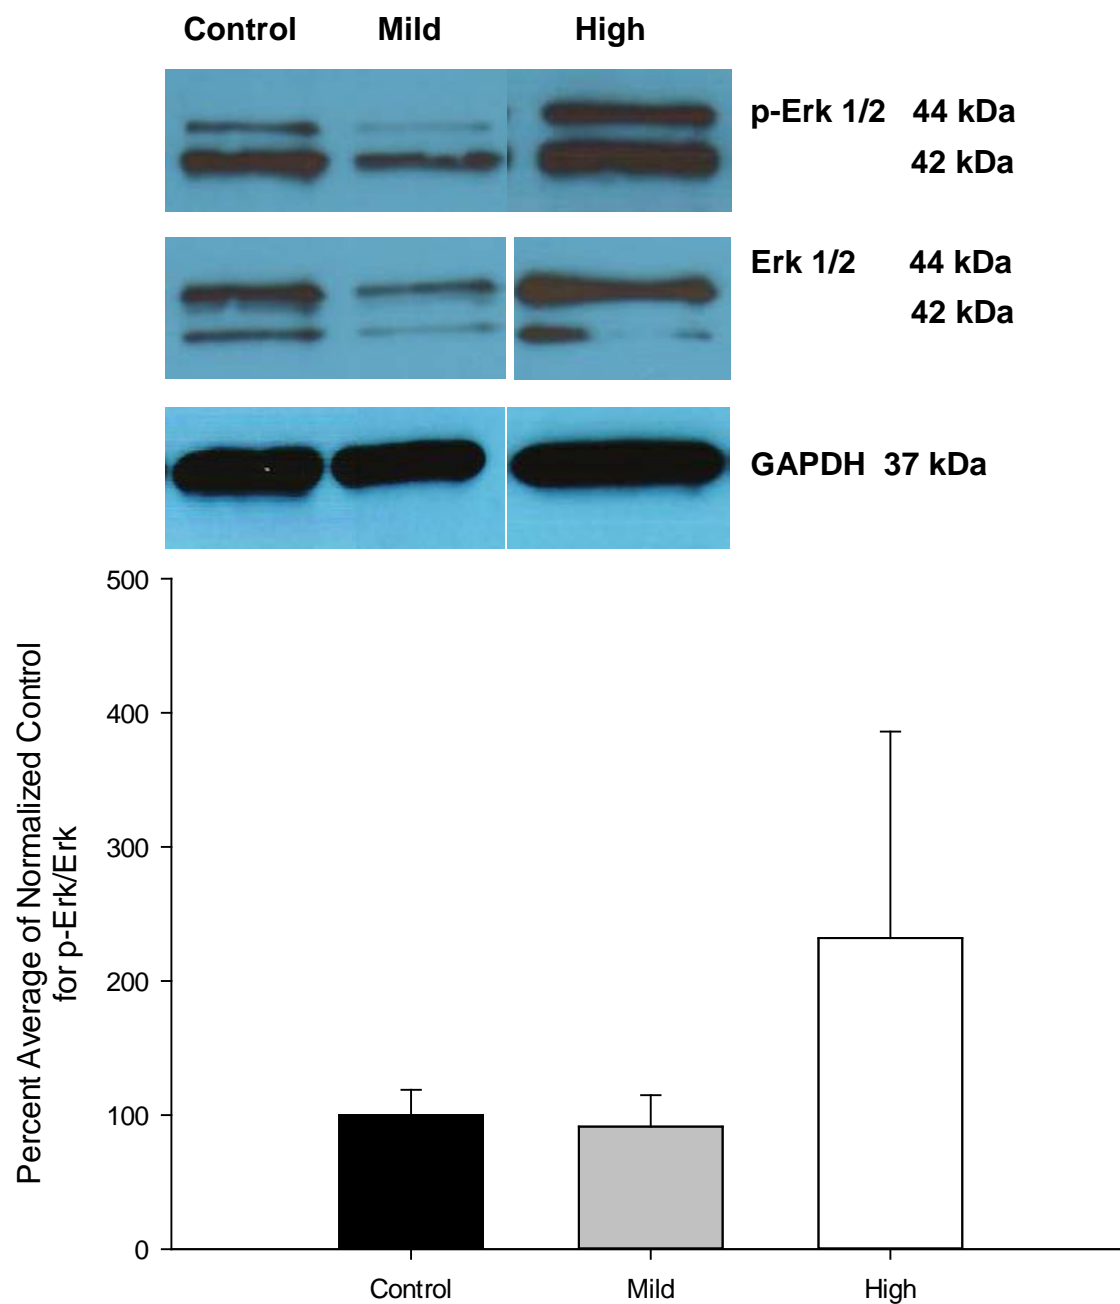 Control Mild High
p-Erk 1/2 44 kDa
42 kDa
Erk 1/2 44 kDa
42 kDa
GAPDH 37 kDa
500
400
300
200
100
0
Percent Average of Normalized Control
for p-Erk/Erk
Control Mild High